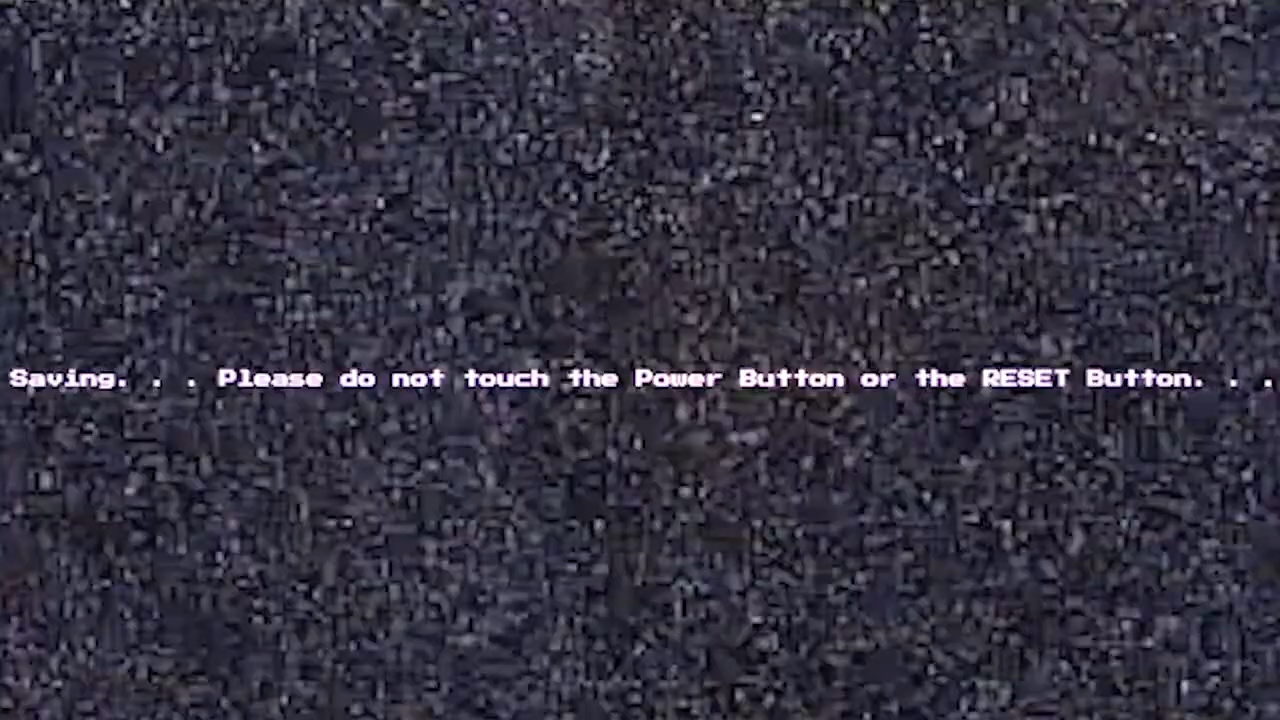 Saving. . . Please do not touch the Power Button or the RESET Button. . .